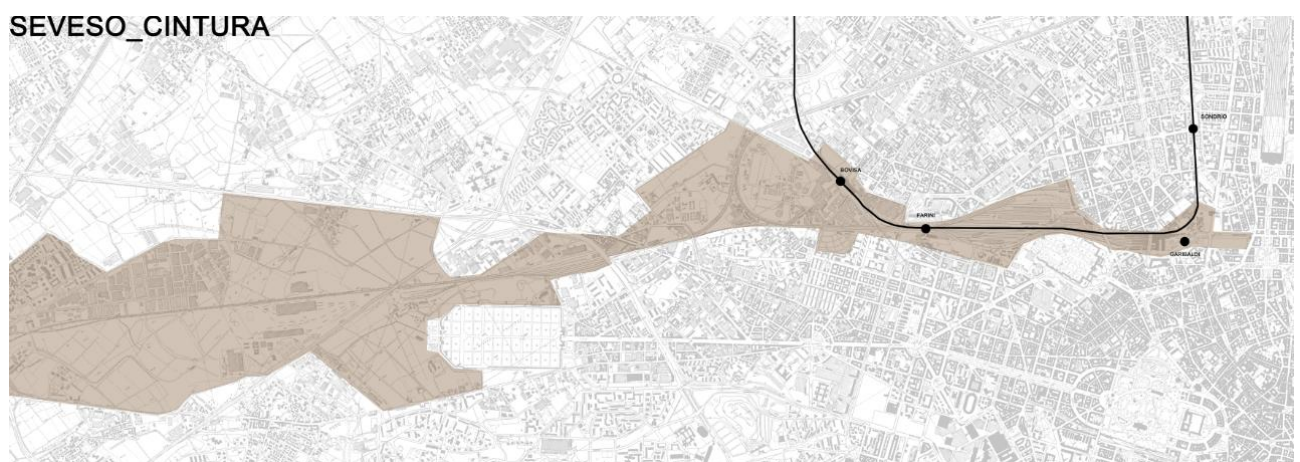 SEVESO_CINTURA
SONDRIO
BOVISA
FARINI
GARIBALDI